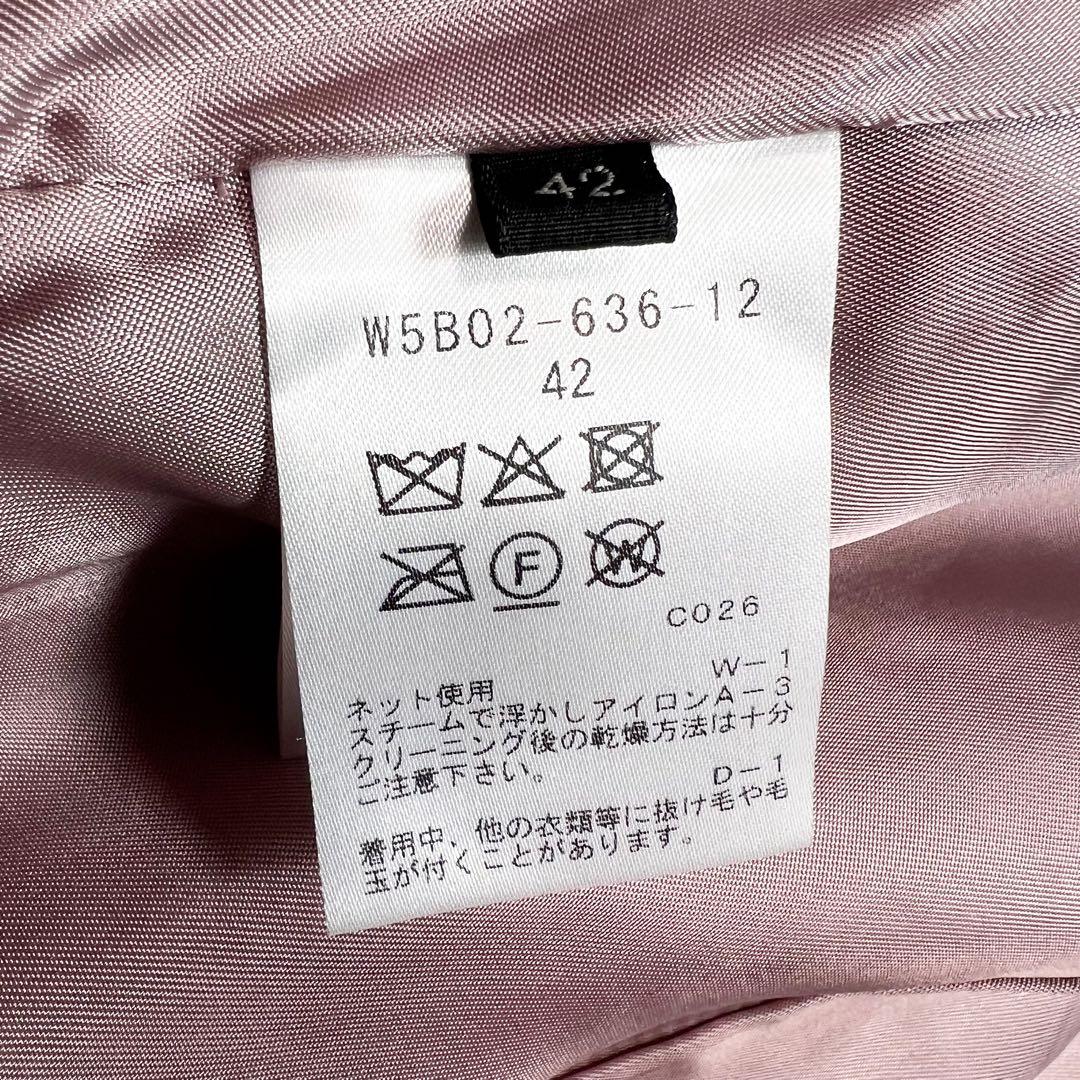 42
W5B02-636-12
42
F
W
C026
ネット使用 W-1
スチームで浮かしアイロンA-3
クリーニング後の乾燥方法は十分
ご注意下さい。 D-1
着用中、他の衣類等に抜け毛や毛
玉が付くことがあります。